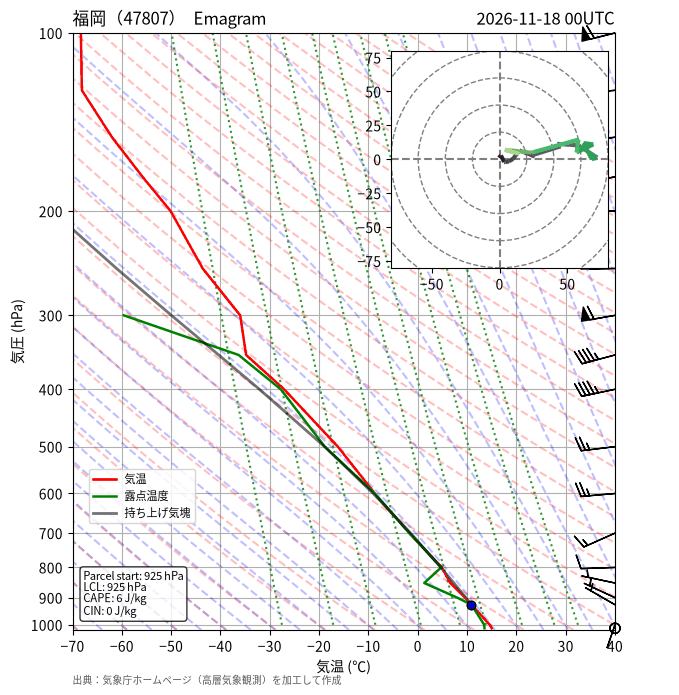 福岡（47807） Emagram
2026-11-18 00UTC
100
200
300
400
500
600
700
800
900
1000
気圧 (hPa)
75
50
25
0
−25
−50
−75
−50
0
50
気温
露点温度
持ち上げ気塊
Parcel start: 925 hPa
LCL: 925 hPa
CAPE: 6 J/kg
CIN: 0 J/kg
−70
−60
−50
−40
−30
−20
−10
0
10
20
30
40
気温 (°C)
出典：気象庁ホームページ（高層気象観測）を加工して作成